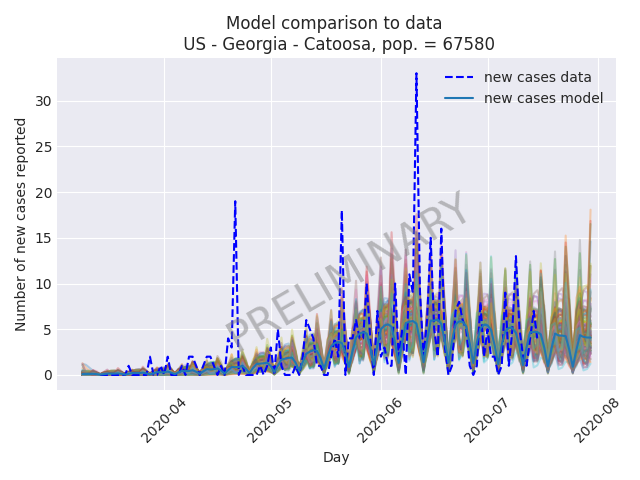 Model comparison to data
US - Georgia - Catoosa, pop. = 67580
new cases data
new cases model
Number of new cases reported
30
25
20
15
10
5
0
PRELIMINARY
2020-04
2020-05
2020-06
2020-07
2020-08
Day